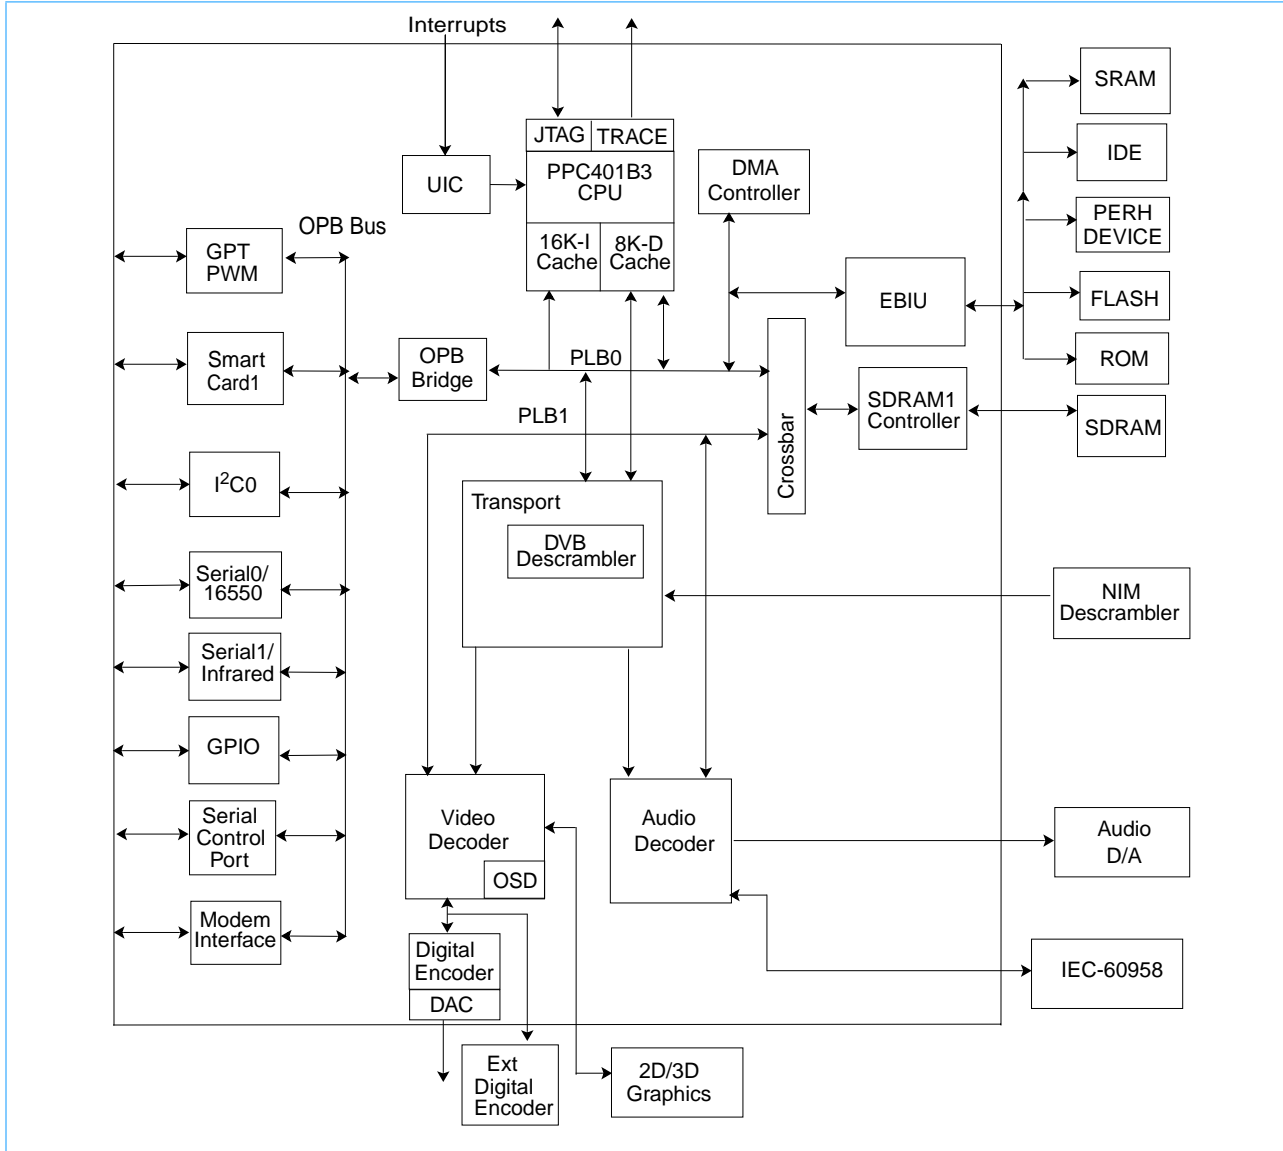 Interrupts
JTAG
TRACE
PPC401B3
CPU
16K-I
Cache
8K-D
Cache
UIC
DMA
Controller
OPB Bus
GPT
PWM
Smart
Card1
I²C0
Serial0/
16550
Serial1/
Infrared
GPIO
Serial
Control
Port
Modem
Interface
OPB
Bridge
PLB0
PLB1
Crossbar
EBIU
SDRAM1
Controller
SRAM
IDE
PERH
DEVICE
FLASH
ROM
SDRAM
Transport
DVB
Descrambler
NIM
Descrambler
Video
Decoder
OSD
Audio
Decoder
Audio
D/A
IEC-60958
Digital
Encoder
DAC
Ext
Digital
Encoder
2D/3D
Graphics